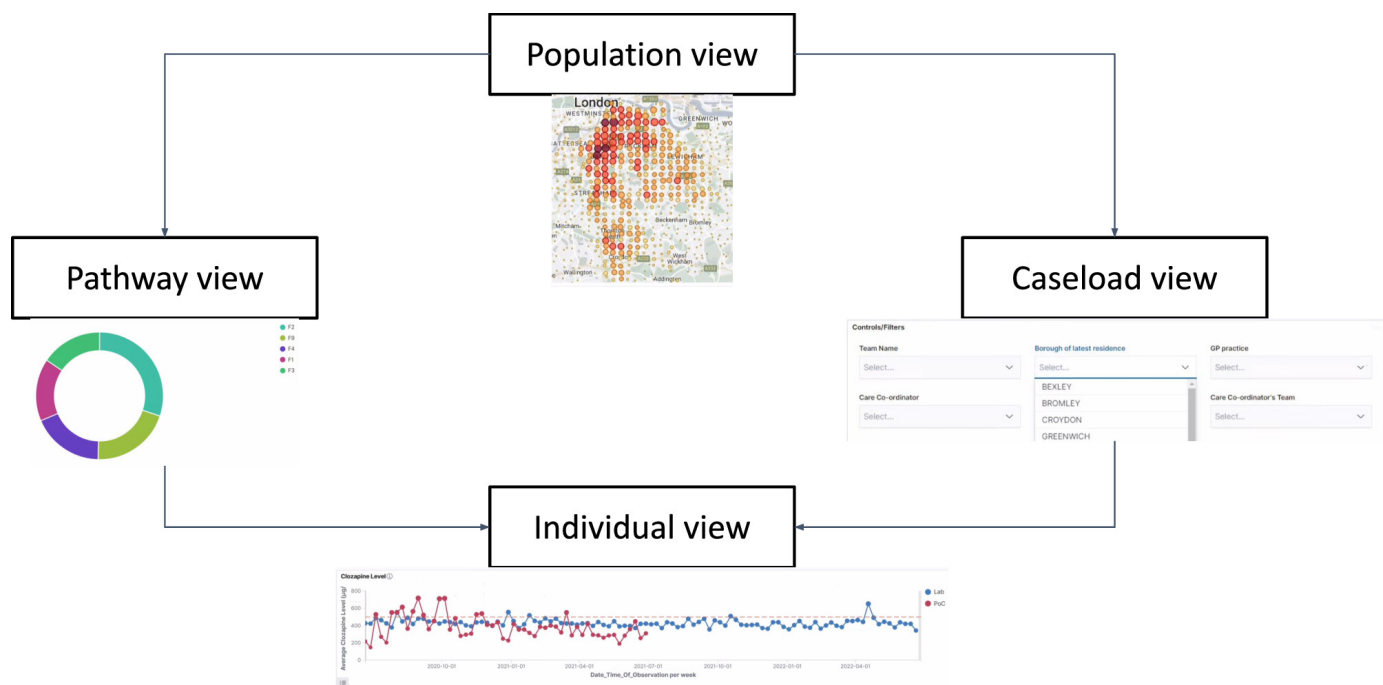 Population view
London
WESTMINSTER
GREENWICH
STREATHAM
Beckenham
Bromley
Mitcham
West
Wickham
Wallington
Addington
Pathway view
F2
F9
F4
F1
F3
Caseload view
Controls/Filters
Team Name
Borough of latest residence
GP practice
Select...
Select...
Select...
BEXLEY
BROMLEY
CROYDON
GREENWICH
Care Co-ordinator
Care Co-ordinator's Team
Select...
Select...
Individual view
Clozapine Level
Average Clozapine Level (µg/
800
600
400
200
0
Lab
PoC
2020-10-01
2021-01-01
2021-04-01
2021-07-01
2021-10-01
2022-01-01
2022-04-01
Date_Time_Of_Observation per week